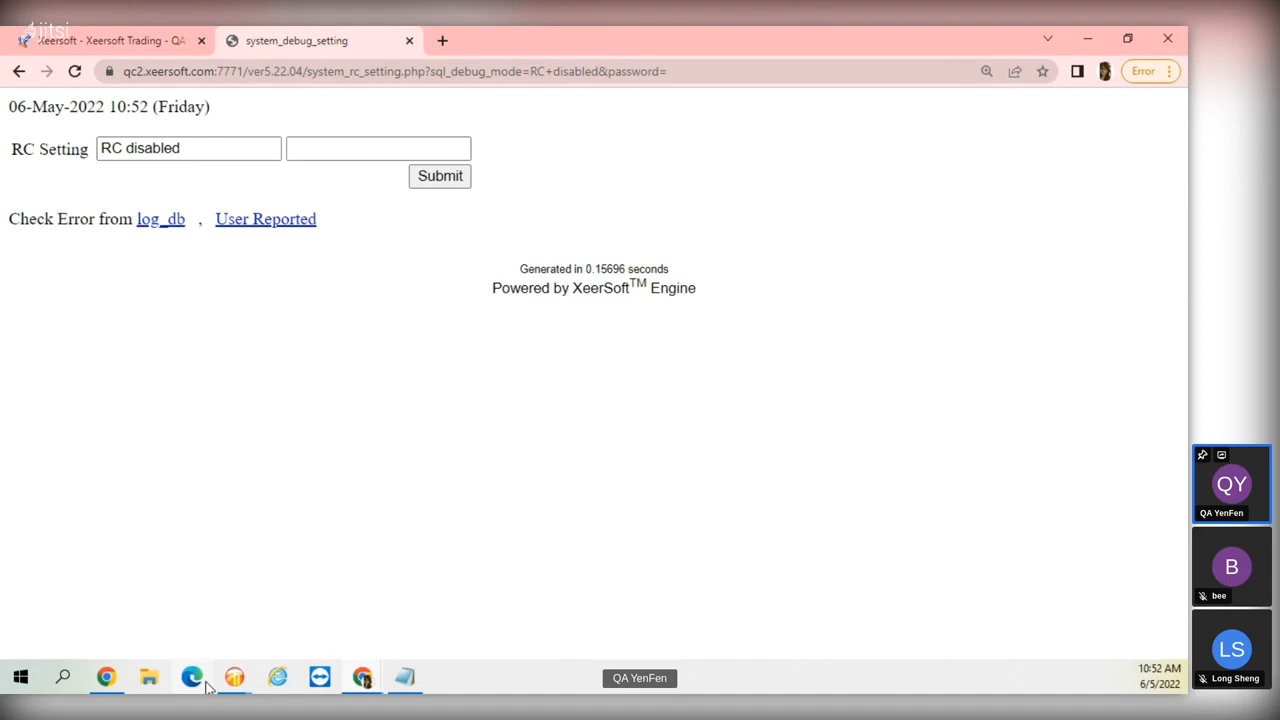 jitsi
Xeersoft - Xeersoft Trading - QA
system_debug_setting
qc2.xeersoft.com:7771/ver5.22.04/system_rc_setting.php?sql_debug_mode=RC+disabled&password=
Error
06-May-2022 10:52 (Friday)
RC Setting RC disabled
Submit
Check Error from log_db , User Reported
Generated in 0.15696 seconds
Powered by XeerSoftTM Engine
QY
QA YenFen
B
bee
LS
Long Sheng
QA YenFen
10:52 AM
6/5/2022